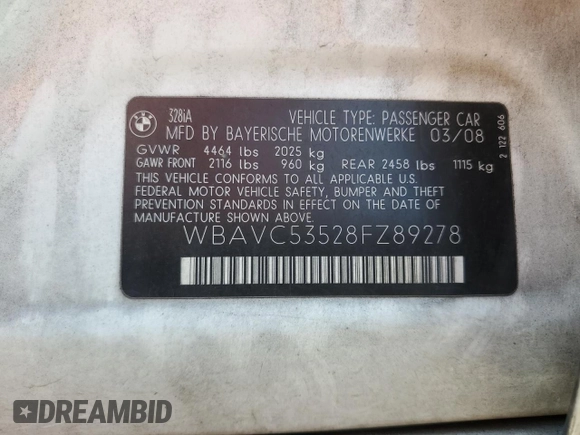 BMW
328iA
VEHICLE TYPE: PASSENGER CAR
MFD BY BAYERISCHE MOTORENWERKE 03/08
GVWR 4464 lbs 2025 kg
GAWR FRONT 2116 lbs 960 kg REAR 2458 lbs 1115 kg
THIS VEHICLE CONFORMS TO ALL APPLICABLE U.S.
FEDERAL MOTOR VEHICLE SAFETY, BUMPER AND THEFT
PREVENTION STANDARDS IN EFFECT ON THE DATE OF
MANUFACTURE SHOWN ABOVE.
WBAVC53528FZ89278
2 122 606
DREAMBID